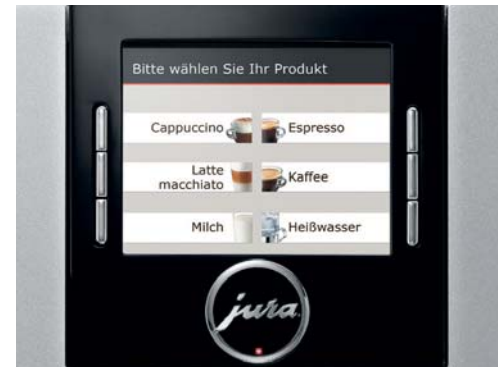 Bitte wählen Sie Ihr Produkt
Cappuccino
Espresso
Latte
macchiato
Kaffee
Milch
Heißwasser
jura